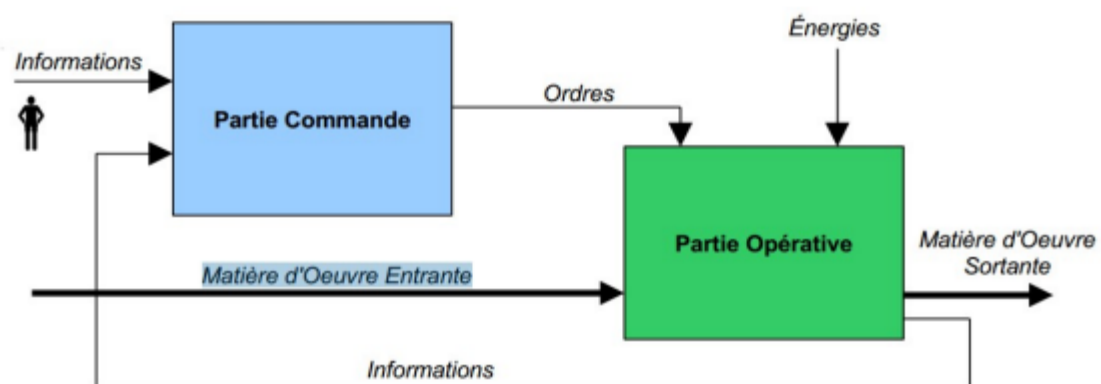 Énergies
Informations
Ordres
Partie Commande
Partie Opérative
Matière d'Oeuvre
Sortante
Matière d'Oeuvre Entrante
Informations